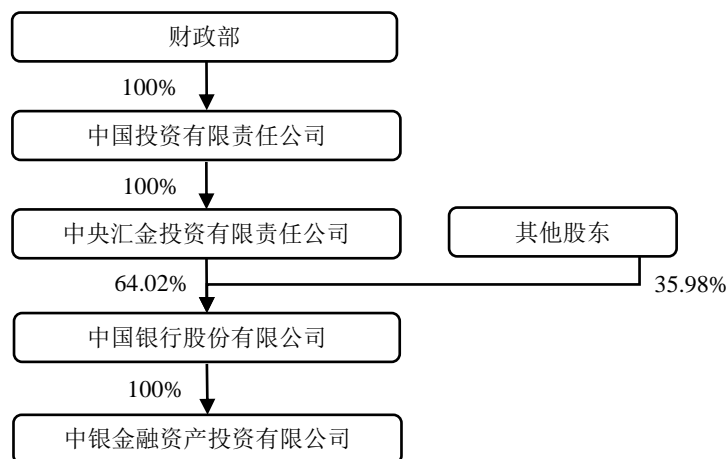 财政部
100%
中国投资有限责任公司
100%
中央汇金投资有限责任公司
其他股东
64.02%
35.98%
中国银行股份有限公司
100%
中银金融资产投资有限公司